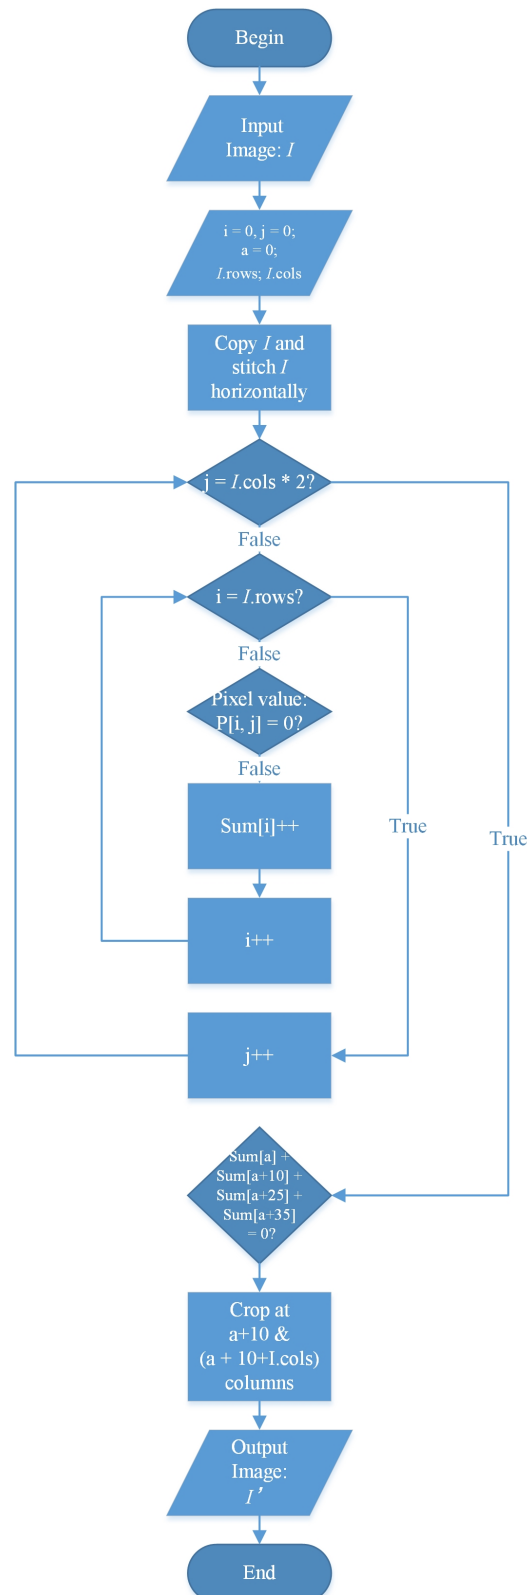 Begin
Input
Image: I
i = 0, j = 0;
a = 0;
I.rows; I.cols
Copy I and
stitch I
horizontally
j = I.cols * 2?
False
i = I.rows?
False
Pixel value:
P[i, j] = 0?
False
Sum[i]++
True
True
i++
j++
Sum[a] +
Sum[a+10] +
Sum[a+25] +
Sum[a+35]
= 0?
Crop at
a+10 &
(a + 10+I.cols)
columns
Output
Image:
I’
End